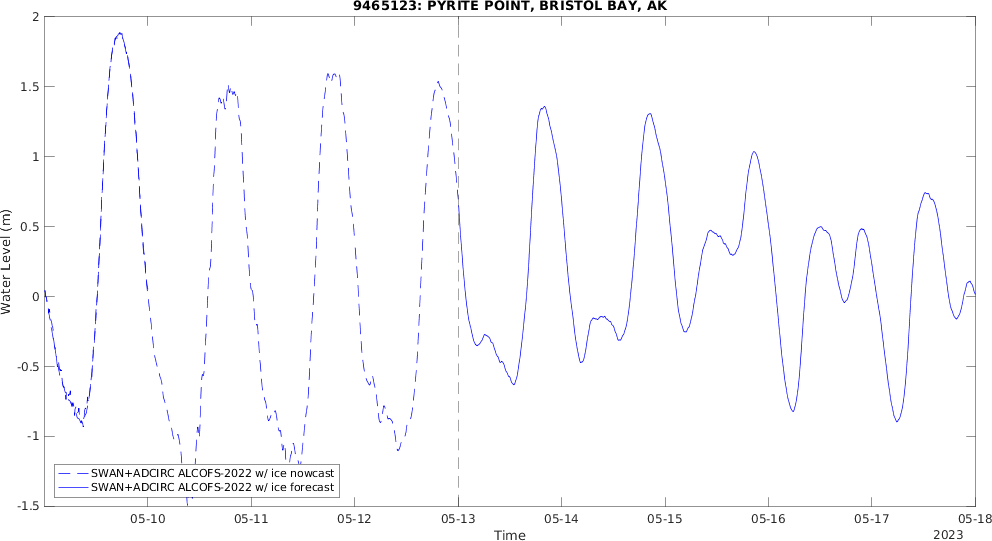 9465123: PYRITE POINT, BRISTOL BAY, AK
Water Level (m)
2
1.5
1
0.5
0
-0.5
-1
-1.5
SWAN+ADCIRC ALCOFS-2022 w/ ice nowcast
SWAN+ADCIRC ALCOFS-2022 w/ ice forecast
05-10 05-11 05-12 05-13 05-14 05-15 05-16 05-17 05-18
Time
2023